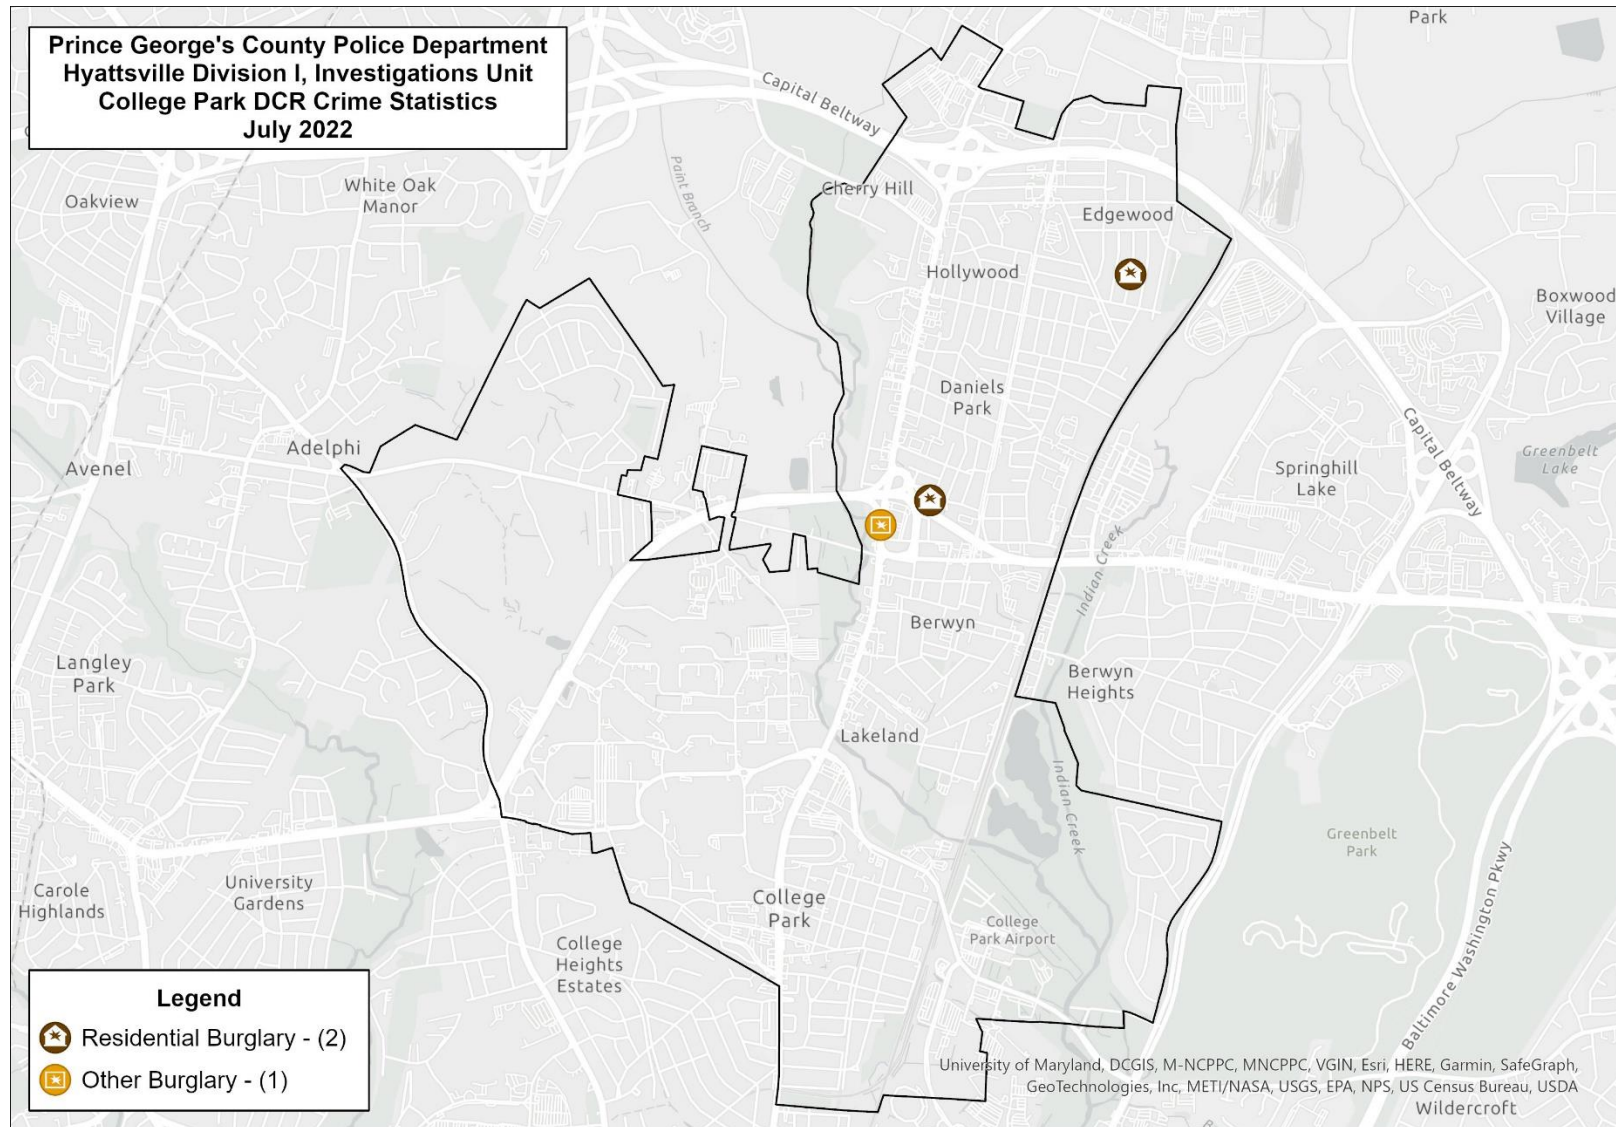 Prince George's County Police Department
Hyattsville Division I, Investigations Unit
College Park DCR Crime Statistics
July 2022
Park
Capital Beltway
Paint Branch
White Oak
Manor
Oakview
Cherry Hill
Edgewood
Hollywood
Boxwood
Village
Daniels
Park
Capital Beltway
Adelphi
Avenel
Springhill
Lake
Greenbelt
Lake
Indian Creek
Berwyn
Langley
Park
Berwyn
Heights
Lakeland
Indian Creek
Greenbelt
Park
University
Gardens
Carole
Highlands
College
Park
College
Park Airport
College
Heights
Estates
Baltimore Washington Pkwy
Legend
Residential Burglary - (2)
Other Burglary - (1)
University of Maryland, DCGIS, M-NCPPC, MNCPPC, VGIN, Esri, HERE, Garmin, SafeGraph,
GeoTechnologies, Inc, METI/NASA, USGS, EPA, NPS, US Census Bureau, USDA
Wildercroft